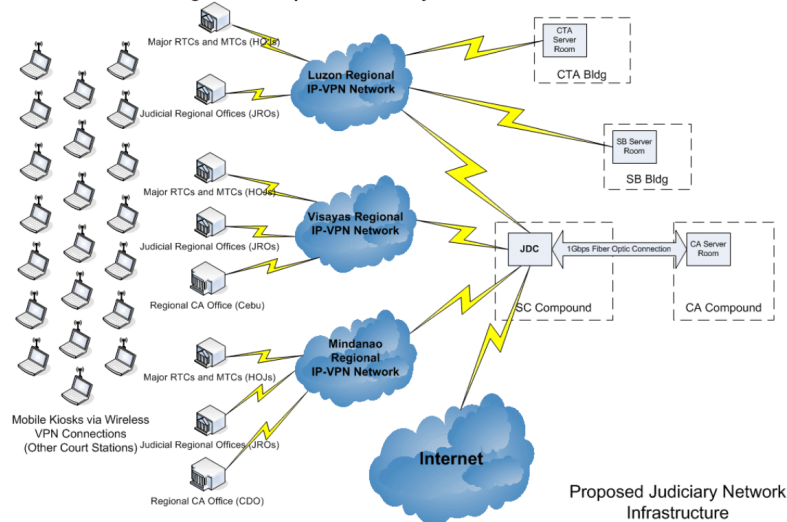 Major RTCs and MTCs (HOJs)
Judicial Regional Offices (JROs)
Luzon Regional
IP-VPN Network
CTA
Server
Room
CTA Bldg
SB Server
Room
SB Bldg
Major RTCs and MTCs (HOJs)
Judicial Regional Offices (JROs)
Regional CA Office (Cebu)
Visayas Regional
IP-VPN Network
JDC
1Gbps Fiber Optic Connection
CA Server
Room
SC Compound
CA Compound
Major RTCs and MTCs (HOJs)
Judicial Regional Offices (JROs)
Regional CA Office (CDO)
Mindanao
Regional
IP-VPN Network
Mobile Kiosks via Wireless
VPN Connections
(Other Court Stations)
Internet
Proposed Judiciary Network
Infrastructure